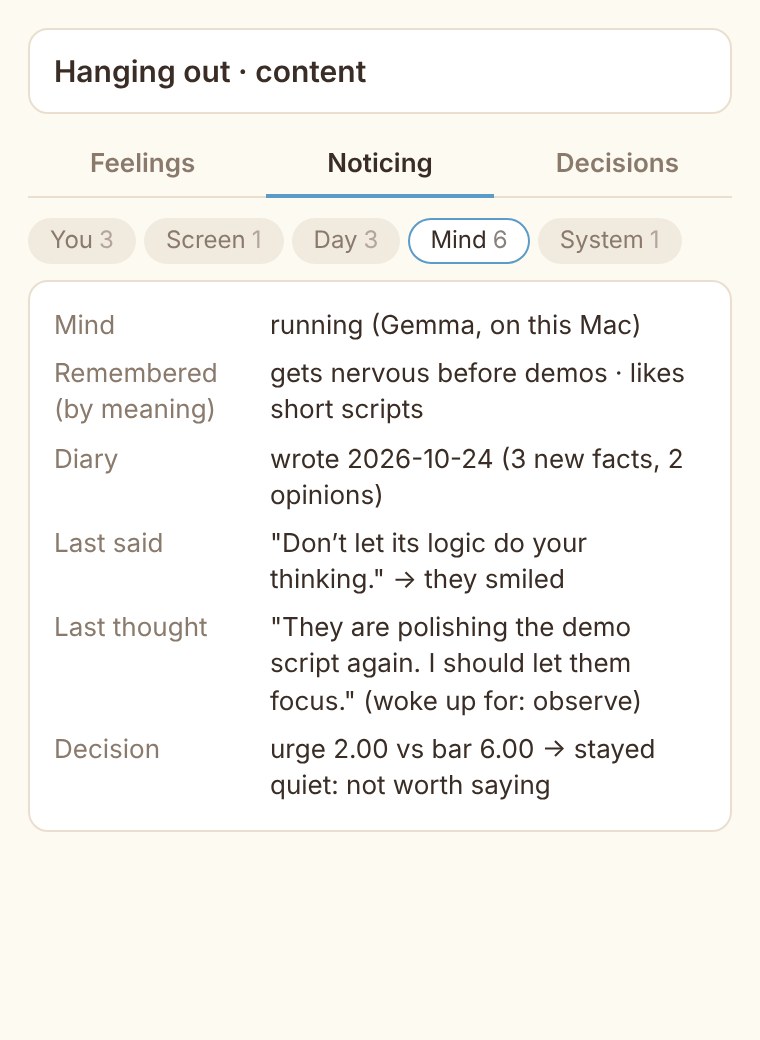 Hanging out · content
Feelings Noticing Decisions
You 3 Screen 1 Day 3 Mind 6 System 1
Mind running (Gemma, on this Mac)
Remembered gets nervous before demos · likes
(by meaning) short scripts
Diary wrote 2026-10-24 (3 new facts, 2
opinions)
Last said "Don’t let its logic do your
thinking." → they smiled
Last thought "They are polishing the demo
script again. I should let them
focus." (woke up for: observe)
Decision urge 2.00 vs bar 6.00 → stayed
quiet: not worth saying